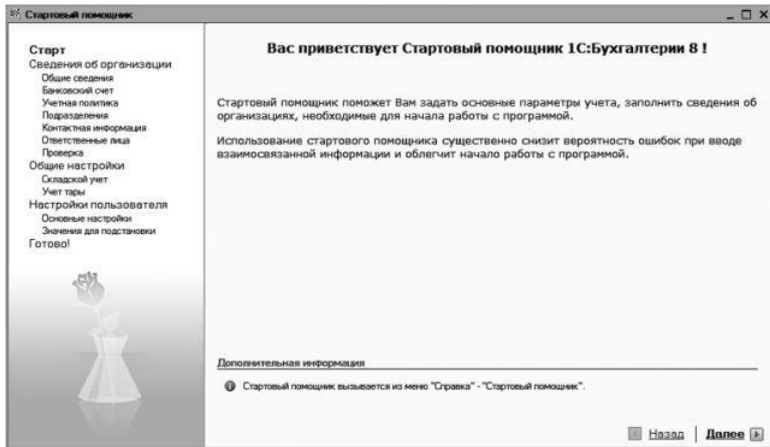 Стартовый помощник
Старт
Сведения об организации
Общие сведения
Банковский счет
Учетная политика
Подразделения
Контактная информация
Ответственные лица
Проверка
Общие настройки
Складской учет
Учет тары
Настройки пользователя
Основные настройки
Значения для подстановки
Готово!
Вас приветствует Стартовый помощник 1С:Бухгалтерии 8 !
Стартовый помощник поможет Вам задать основные параметры учета, заполнить сведения об
организациях, необходимые для начала работы с программой.
Использование стартового помощника существенно снизит вероятность ошибок при вводе
взаимосвязанной информации и облегчит начало работы с программой.
Дополнительная информация
Стартовый помощник вызывается из меню "Справка" - "Стартовый помощник".
Назад Далее